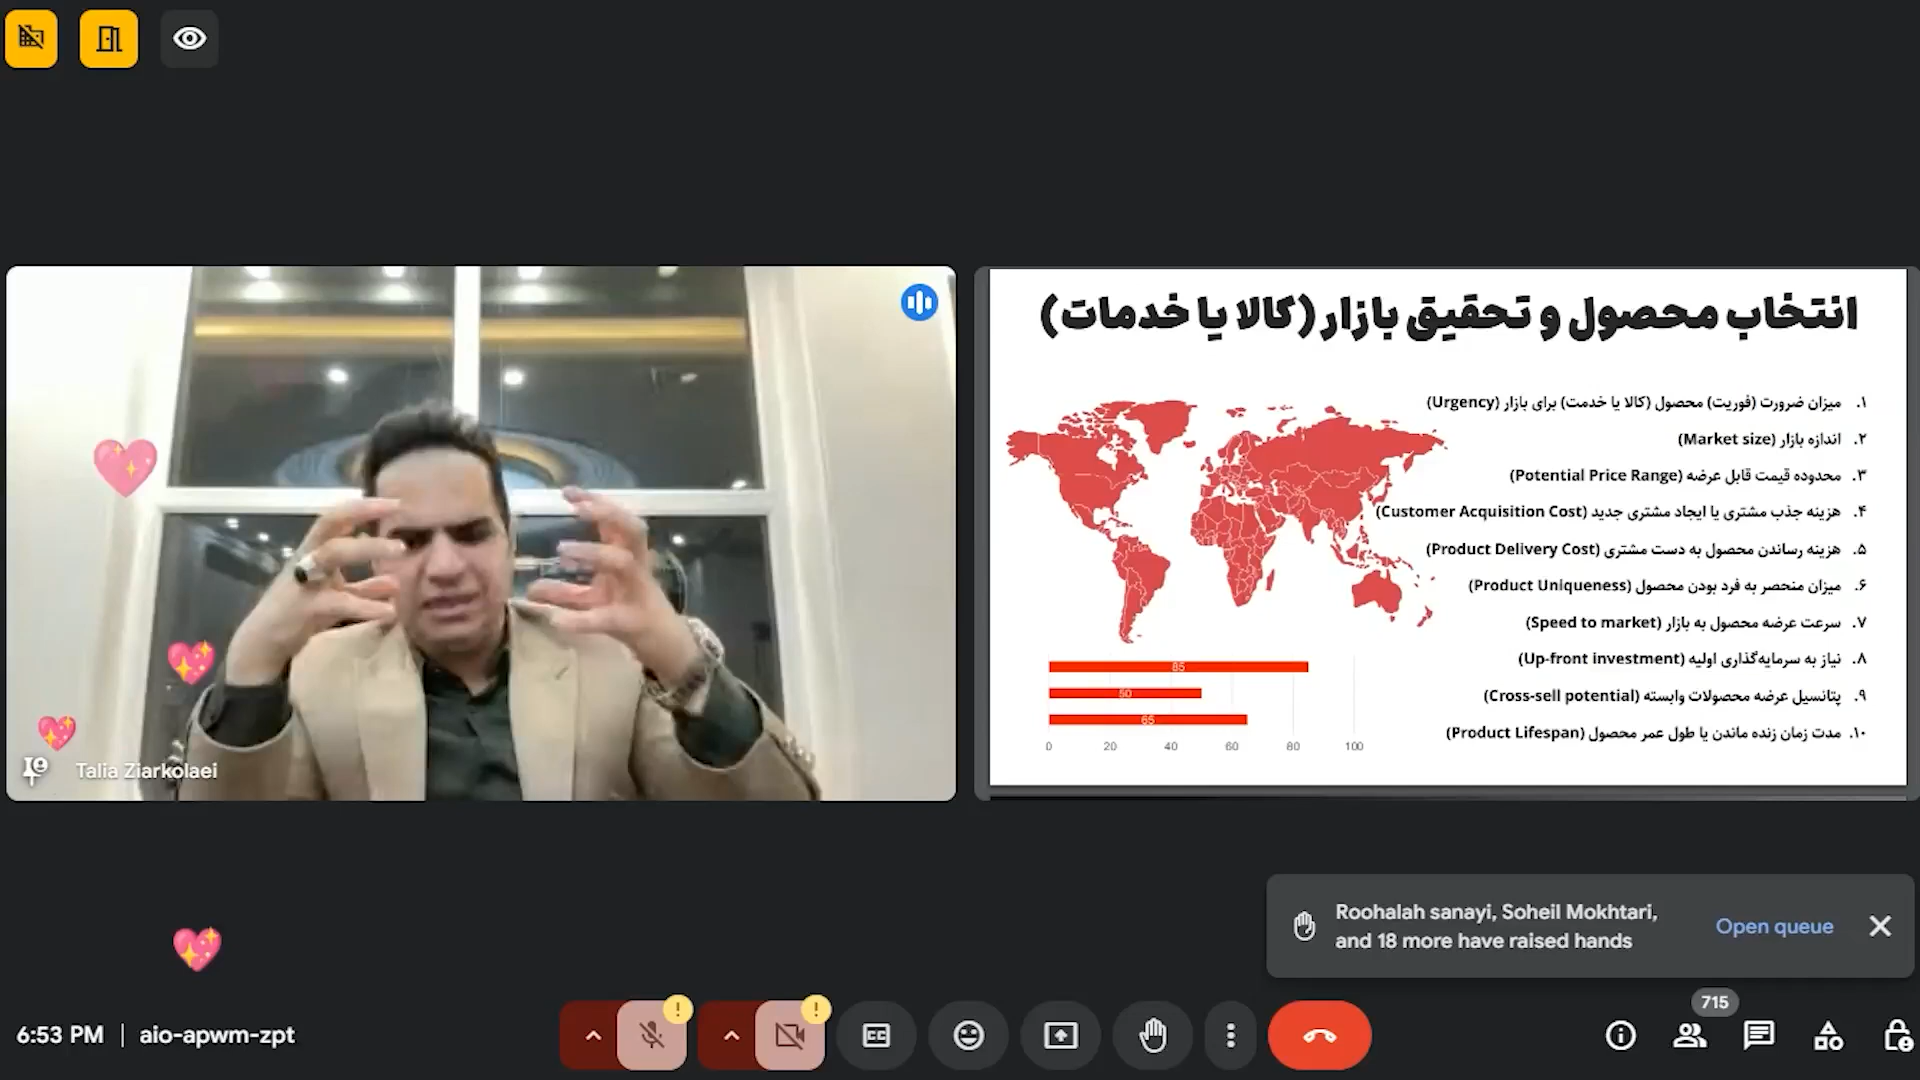 انتخاب محصول و تحقیق بازار (کالا یا خدمات)
۱. میزان ضرورت (فوریت) محصول (کالا یا خدمت) برای بازار (Urgency)
۲. اندازه بازار (Market size)
۳. محدوده قیمت قابل عرضه (Potential Price Range)
۴. هزینه جذب مشتری یا ایجاد مشتری جدید (Customer Acquisition Cost)
۵. هزینه رساندن محصول به دست مشتری (Product Delivery Cost)
۶. میزان منحصر به فرد بودن محصول (Product Uniqueness)
۷. سرعت عرضه محصول به بازار (Speed to market)
۸. نیاز به سرمایه‌گذاری اولیه (Up-front investment)
۹. پتانسیل عرضه محصولات وابسته (Cross-sell potential)
۱۰. مدت زمان زنده ماندن یا طول عمر محصول (Product Lifespan)
85
50
65
0 20 40 60 80 100
Talia Ziarkolaei
Roohalah sanayi, Soheil Mokhtari,
and 18 more have raised hands
Open queue
715
6:53 PM | aio-apwm-zpt
CC